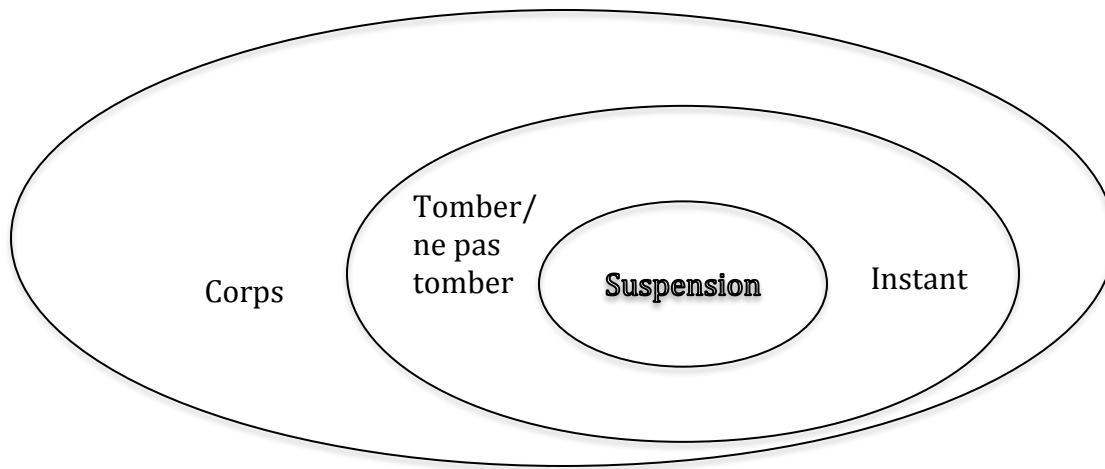 Tomber/
ne pas
tomber
Corps
Suspension
Instant